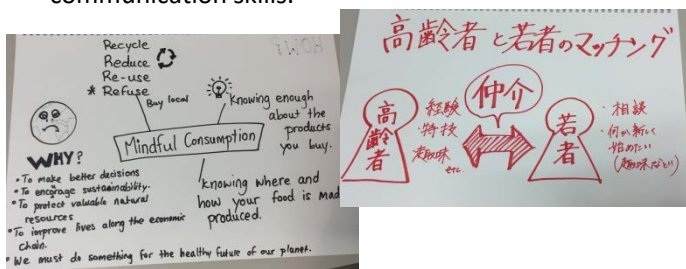 communication skills.
Recycle
Reduce
Re-use
* Refuse
Buy local
HOW?
Knowing enough
about the
products
you buy.
Mindful Consumption
WHY?
• To make better decisions
• To encourage sustainability.
• To protect valuable natural
resources
• To improve lives along the economic
chain.
• We must do something for the healthy future of our planet.
knowing where and
how your food is mad
produced.
高齢者と若者のマッチング
仲介
高齢者
経験
・特技
趣味
etc.
若者
・相談
・何か新しく
始めたい
(趣味など)